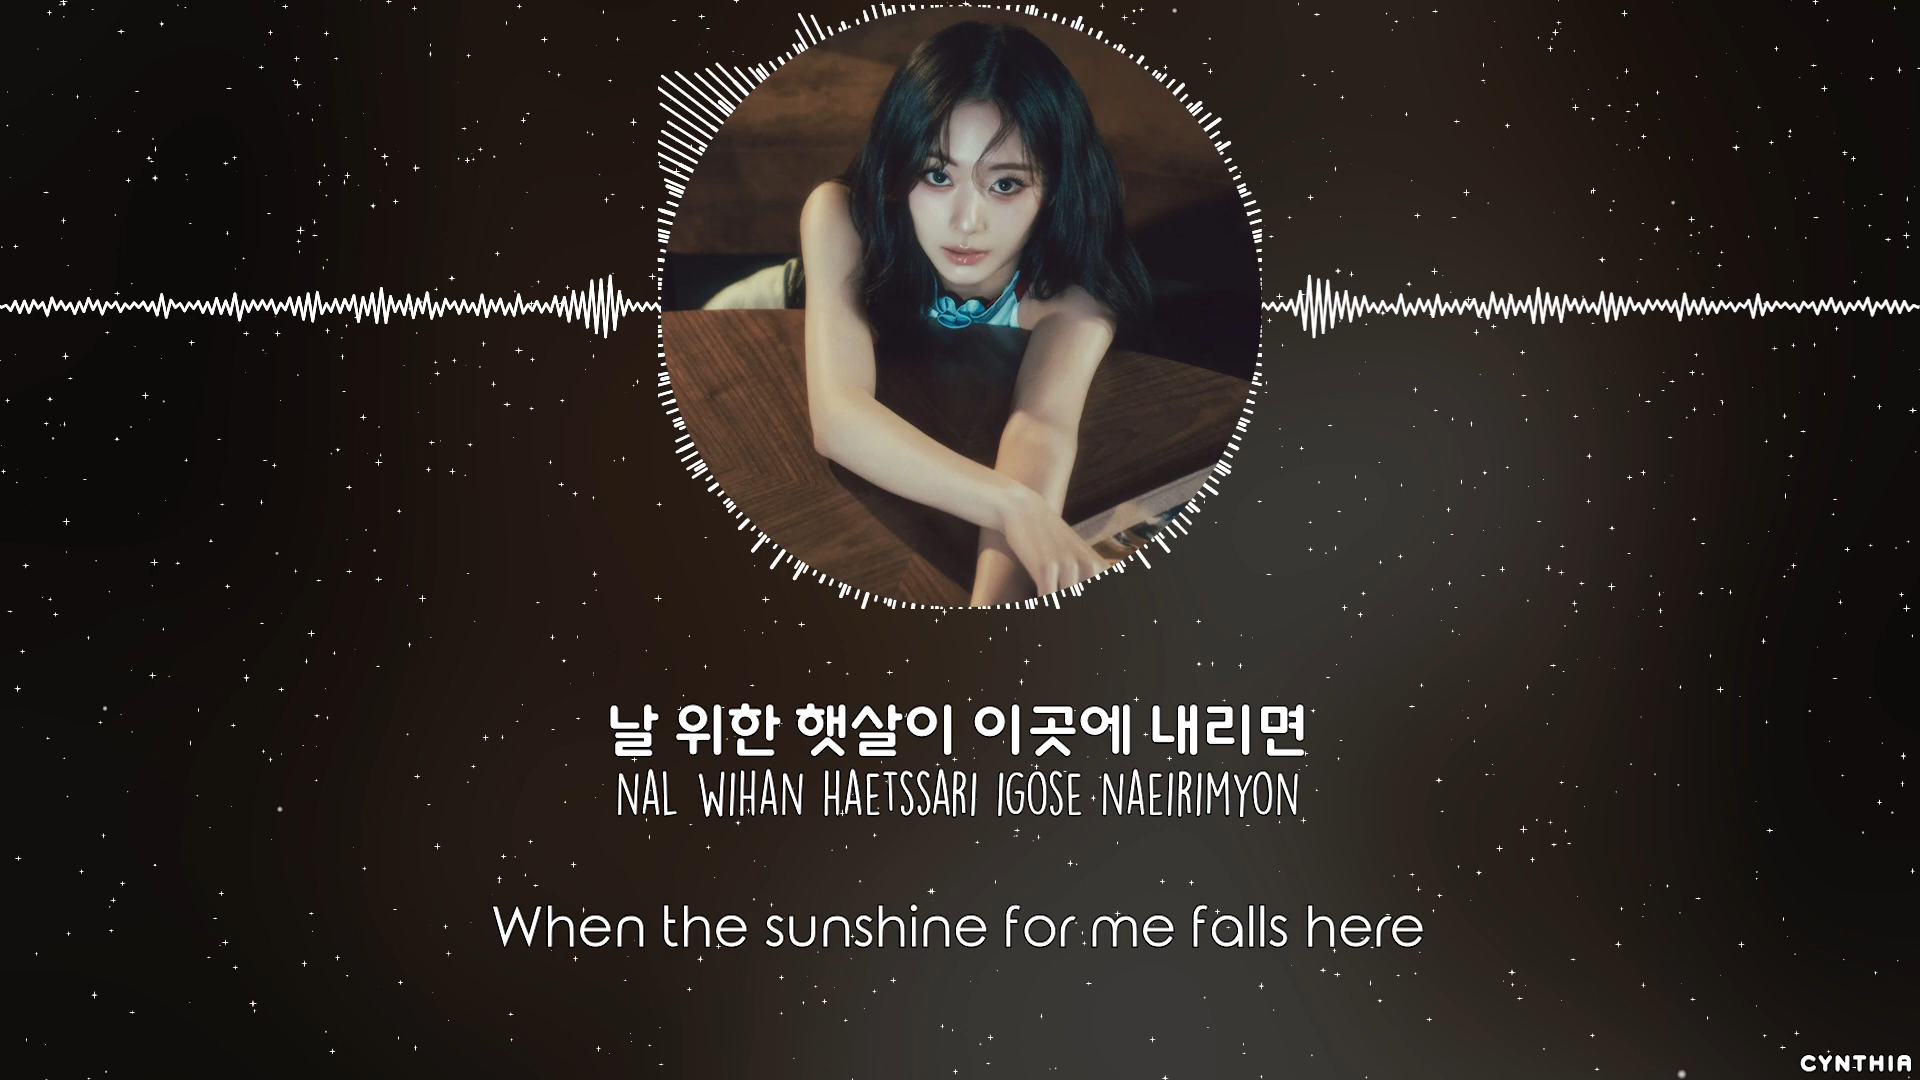 날 위한 햇살이 이곳에 내리면
NAL WIHAN HAETSSARI IGOSE NAEIRIMYON
When the sunshine for me falls here
CYNTHIA